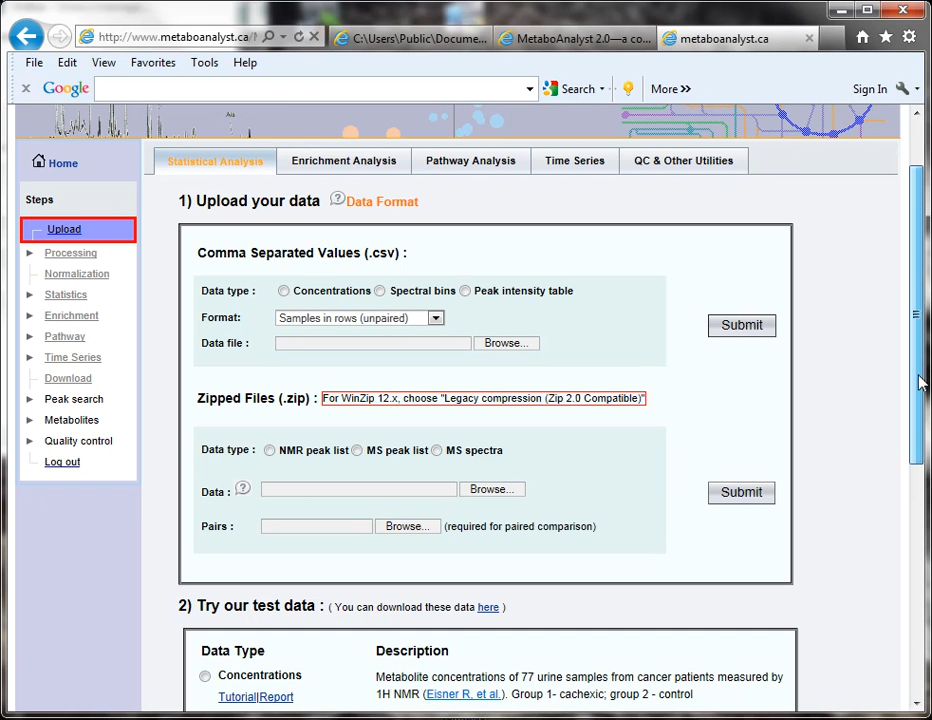 http://www.metaboanalyst.ca/
C:\Users\Public\Docume...
MetaboAnalyst 2.0—a co...
metaboanalyst.ca
File Edit View Favorites Tools Help
Google Search More » Sign In
Home
Statistical Analysis Enrichment Analysis Pathway Analysis Time Series QC & Other Utilities
Steps
Upload
Processing
Normalization
Statistics
Enrichment
Pathway
Time Series
Download
Peak search
Metabolites
Quality control
Log out
1) Upload your data ? Data Format
Comma Separated Values (.csv) :
Data type : Concentrations Spectral bins Peak intensity table
Format: Samples in rows (unpaired)
Submit
Data file : Browse...
Zipped Files (.zip) : For WinZip 12.x, choose "Legacy compression (Zip 2.0 Compatible)"
Data type : NMR peak list MS peak list MS spectra
Data : ? Browse...
Submit
Pairs : Browse... (required for paired comparison)
2) Try our test data : ( You can download these data here )
Data Type Description
Concentrations
Tutorial|Report
Metabolite concentrations of 77 urine samples from cancer patients measured by
1H NMR (Eisner R, et al.). Group 1- cachexic; group 2 - control